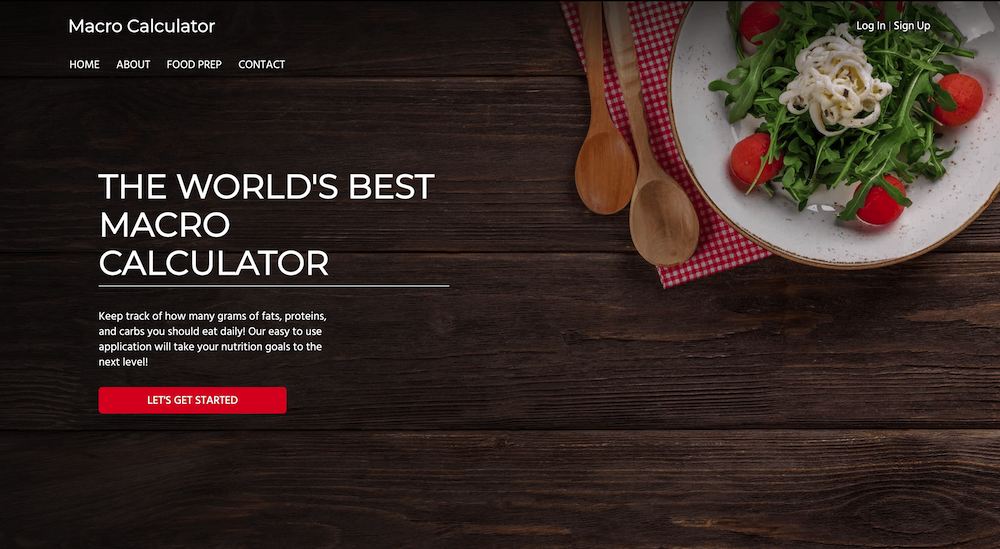 Macro Calculator
Log In | Sign Up
HOME ABOUT FOOD PREP CONTACT
THE WORLD'S BEST
MACRO
CALCULATOR
Keep track of how many grams of fats, proteins,
and carbs you should eat daily! Our easy to use
application will take your nutrition goals to the
next level!
LET'S GET STARTED